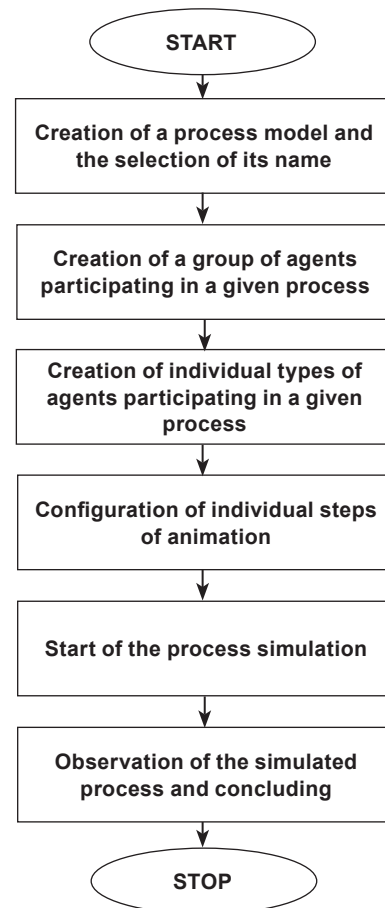 START
Creation of a process model and
the selection of its name
Creation of a group of agents
participating in a given process
Creation of individual types of
agents participating in a given
process
Configuration of individual steps
of animation
Start of the process simulation
Observation of the simulated
process and concluding
STOP